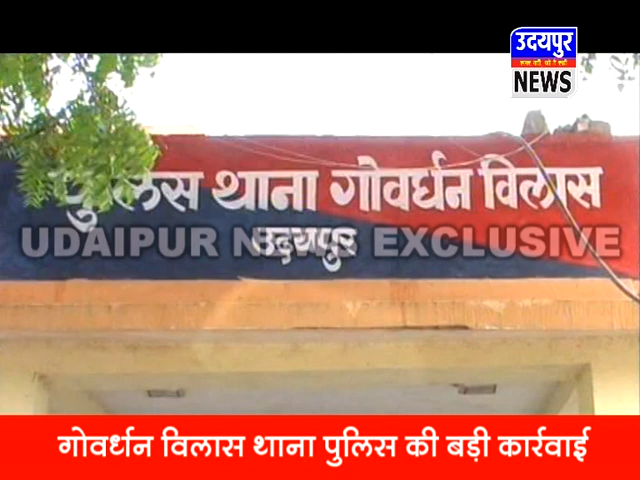 उदयपुर
NEWS
पुलिस थाना गोवर्धन विलास
उदयपुर
UDAIPUR NEWS EXCLUSIVE
गोवर्धन विलास थाना पुलिस की बड़ी कार्रवाई